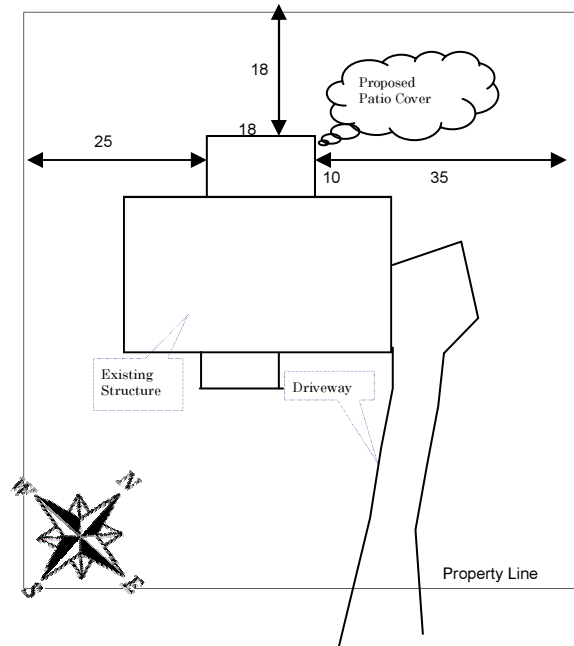 18
Proposed
Patio Cover
18
25
10
35
Existing
Structure
Driveway
W
N
S
E
Property Line